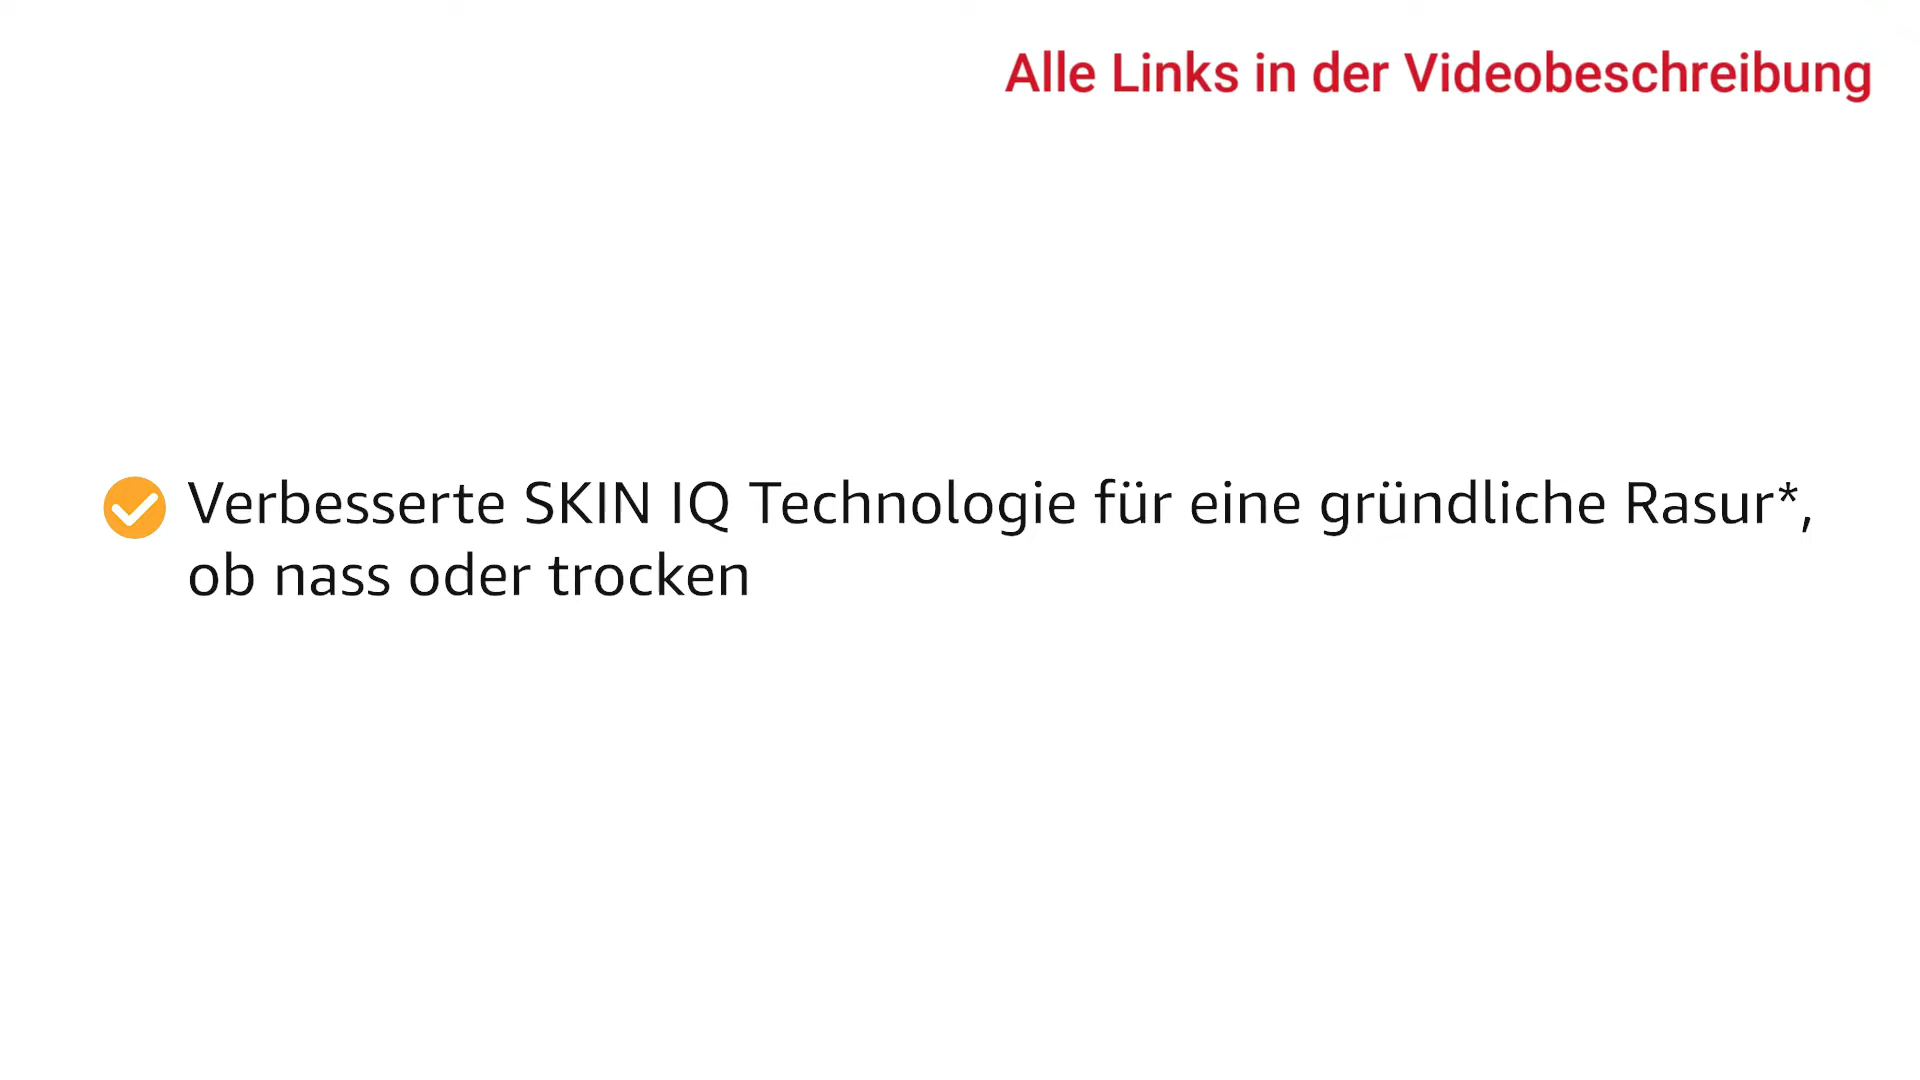 Alle Links in der Videobeschreibung
Verbesserte SKIN IQ Technologie für eine gründliche Rasur*,
ob nass oder trocken